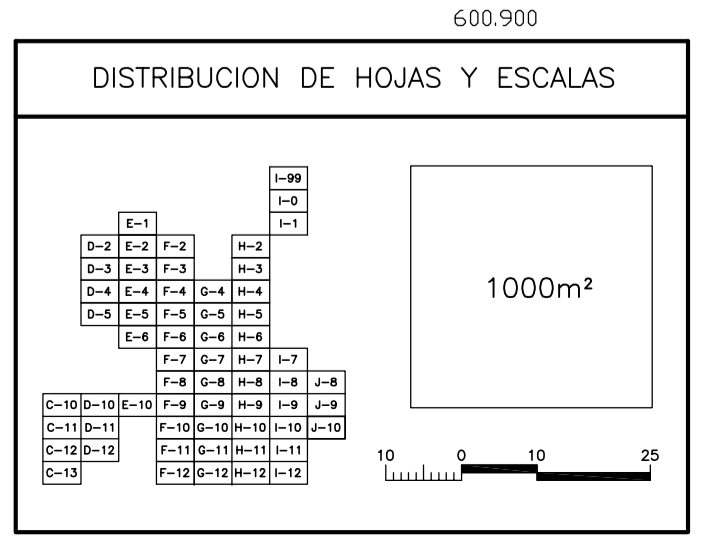 600.900
DISTRIBUCION DE HOJAS Y ESCALAS
I-99
I-0
E-1 I-1
D-2 E-2 F-2 H-2
D-3 E-3 F-3 H-3
D-4 E-4 F-4 G-4 H-4
D-5 E-5 F-5 G-5 H-5
E-6 F-6 G-6 H-6
F-7 G-7 H-7 I-7
F-8 G-8 H-8 I-8 J-8
C-10 D-10 E-10 F-9 G-9 H-9 I-9 J-9
C-11 D-11 F-10 G-10 H-10 I-10 J-10
C-12 D-12 F-11 G-11 H-11 I-11
C-13 F-12 G-12 H-12 I-12
1000m²
10 0 10 25